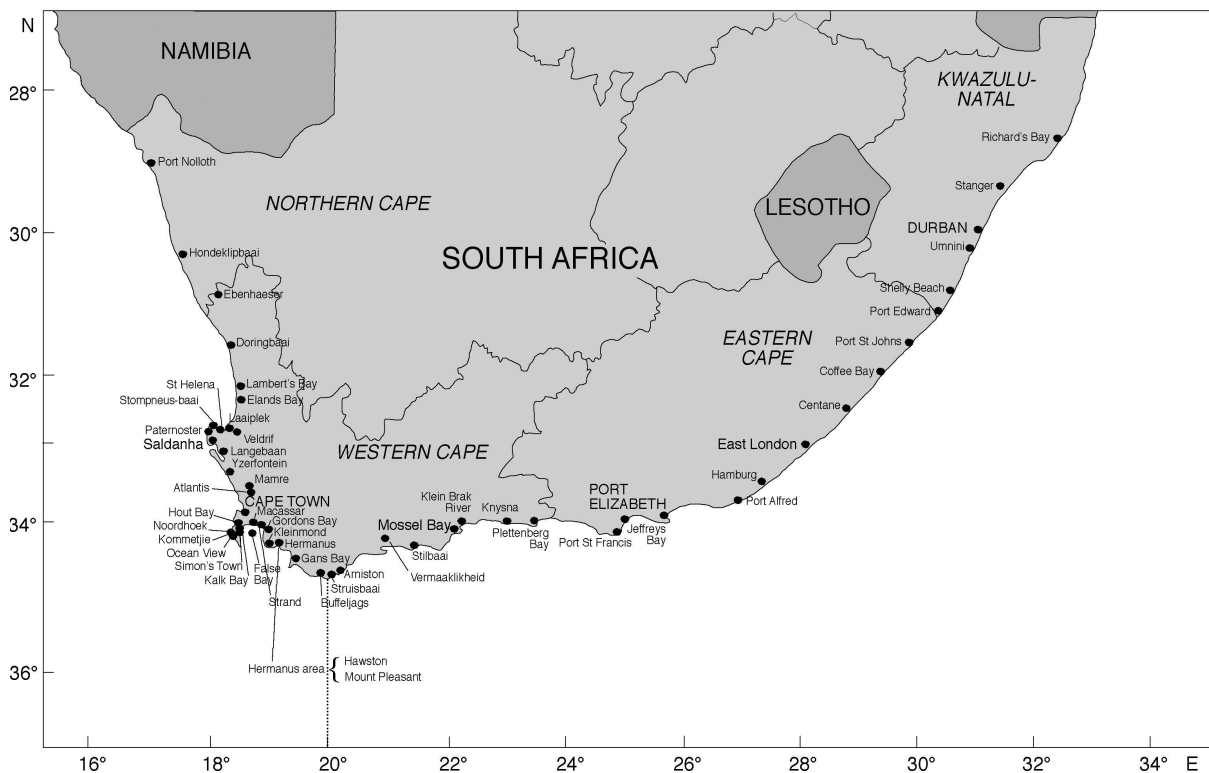 N
NAMIBIA
KWAZULU-
NATAL
28°
Richard's Bay
Port Nolloth
Stanger
NORTHERN CAPE
LESOTHO
DURBAN
30°
Umnini
Hondeklipbaai
SOUTH AFRICA
Shelly Beach
Ebenhaeser
Port Edward
EASTERN
CAPE
Port St Johns
Doringbaai
Coffee Bay
32°
St Helena
Lambert's Bay
Stompneus-baai
Elands Bay
Centane
Laaiplek
Paternoster
Veldrif
Saldanha
East London
Langebaan
WESTERN CAPE
Yzerfontein
Hamburg
Mamre
Atlantis
PORT
ELIZABETH
CAPE TOWN
Port Alfred
Klein Brak
River
Knysna
Hout Bay
Macassar
Gordons Bay
34°
Noordhoek
Mossel Bay
Kleinmond
Plettenberg
Bay
Jeffreys
Bay
Kommetjie
Hermanus
Port St Francis
Ocean View
Gans Bay
Stilbaai
Simon's Town
False
Bay
Arniston
Vermaaklikheid
Kalk Bay
Struisbaai
Strand
Buffeljags
Hermanus area
Hawston
Mount Pleasant
36°
16°
18°
20°
22°
24°
26°
28°
30°
32°
34°
E